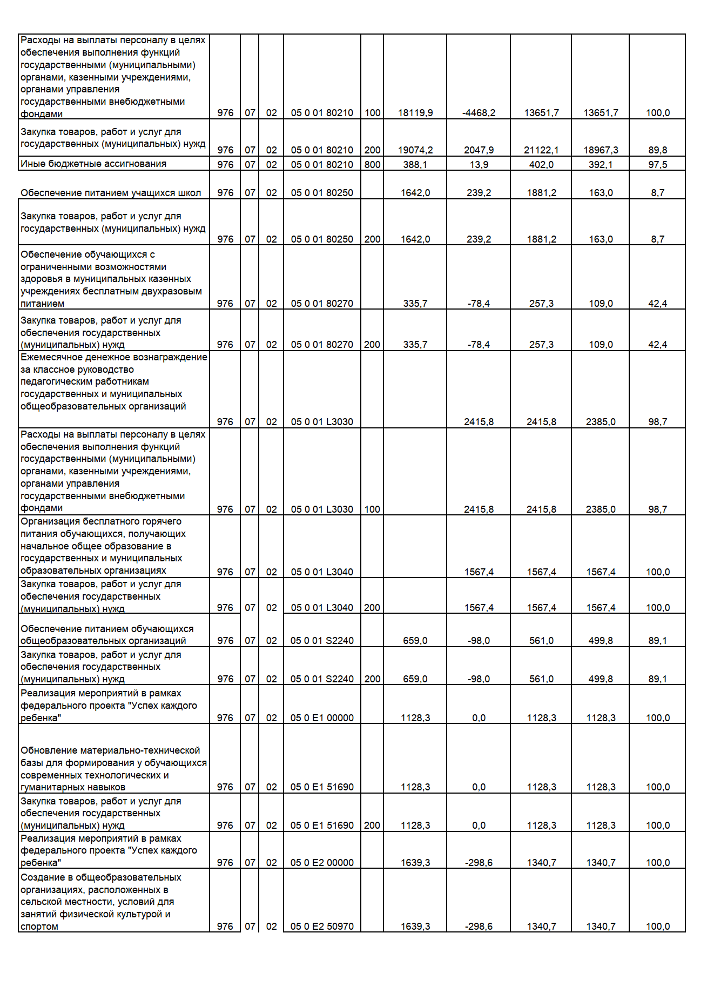 Расходы на выплаты персоналу в целях
обеспечения выполнения функций
государственными (муниципальными)
органами, казенными учреждениями,
органами управления
государственными внебюджетными
фондами 976 07 02 05 0 01 80210 100 18119,9 -4468,2 13651,7 13651,7 100,0
Закупка товаров, работ и услуг для
государственных (муниципальных) нужд 976 07 02 05 0 01 80210 200 19074,2 2047,9 21122,1 18967,3 89,8
Иные бюджетные ассигнования 976 07 02 05 0 01 80210 800 388,1 13,9 402,0 392,1 97,5
Обеспечение питанием учащихся школ 976 07 02 05 0 01 80250 1642,0 239,2 1881,2 163,0 8,7
Закупка товаров, работ и услуг для
государственных (муниципальных) нужд
976 07 02 05 0 01 80250 200 1642,0 239,2 1881,2 163,0 8,7
Обеспечение обучающихся с
ограниченными возможностями
здоровья в муниципальных казенных
учреждениях бесплатным двухразовым
питанием 976 07 02 05 0 01 80270 335,7 -78,4 257,3 109,0 42,4
Закупка товаров, работ и услуг для
обеспечения государственных
(муниципальных) нужд 976 07 02 05 0 01 80270 200 335,7 -78,4 257,3 109,0 42,4
Ежемесячное денежное вознаграждение
за классное руководство
педагогическим работникам
государственных и муниципальных
общеобразовательных организаций
976 07 02 05 0 01 L3030 2415,8 2415,8 2385,0 98,7
Расходы на выплаты персоналу в целях
обеспечения выполнения функций
государственными (муниципальными)
органами, казенными учреждениями,
органами управления
государственными внебюджетными
фондами 976 07 02 05 0 01 L3030 100 2415,8 2415,8 2385,0 98,7
Организация бесплатного горячего
питания обучающихся, получающих
начальное общее образование в
государственных и муниципальных
образовательных организациях 976 07 02 05 0 01 L3040 1567,4 1567,4 1567,4 100,0
Закупка товаров, работ и услуг для
обеспечения государственных
(муниципальных) нужд 976 07 02 05 0 01 L3040 200 1567,4 1567,4 1567,4 100,0
Обеспечение питанием обучающихся
общеобразовательных организаций 976 07 02 05 0 01 S2240 659,0 -98,0 561,0 499,8 89,1
Закупка товаров, работ и услуг для
обеспечения государственных
(муниципальных) нужд 976 07 02 05 0 01 S2240 200 659,0 -98,0 561,0 499,8 89,1
Реализация мероприятий в рамках
федерального проекта "Успех каждого
ребенка" 976 07 02 05 0 E1 00000 1128,3 0,0 1128,3 1128,3 100,0
Обновление материально-технической
базы для формирования у обучающихся
современных технологических и
гуманитарных навыков 976 07 02 05 0 E1 51690 1128,3 0,0 1128,3 1128,3 100,0
Закупка товаров, работ и услуг для
обеспечения государственных
(муниципальных) нужд 976 07 02 05 0 E1 51690 200 1128,3 0,0 1128,3 1128,3 100,0
Реализация мероприятий в рамках
федерального проекта "Успех каждого
ребенка" 976 07 02 05 0 E2 00000 1639,3 -298,6 1340,7 1340,7 100,0
Создание в общеобразовательных
организациях, расположенных в
сельской местности, условий для
занятий физической культурой и
спортом 976 07 02 05 0 E2 50970 1639,3 -298,6 1340,7 1340,7 100,0